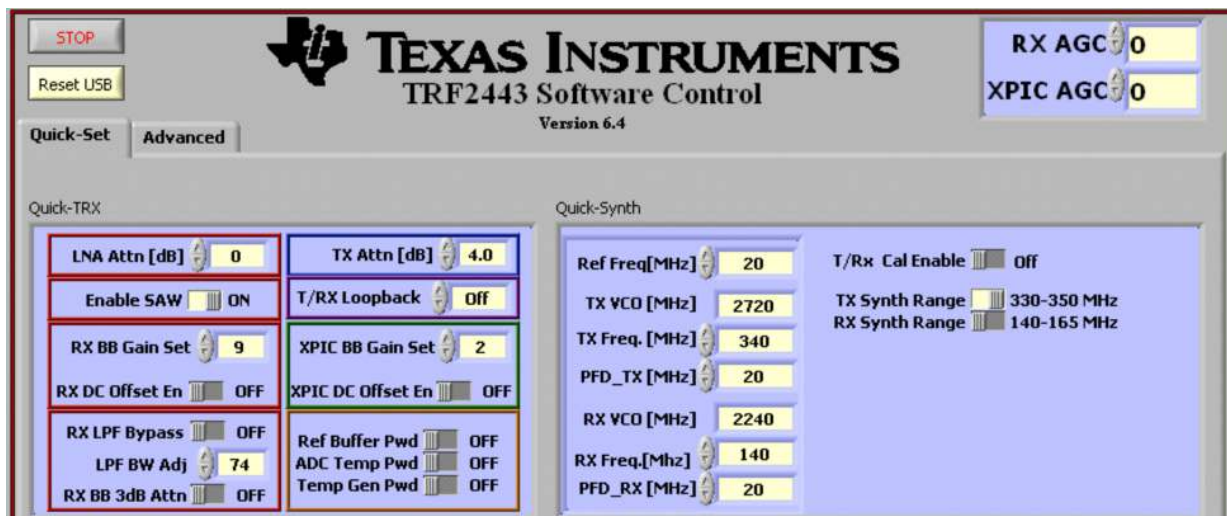 STOP
Reset USB
TEXAS INSTRUMENTS
TRF2443 Software Control
Version 6.4
RX AGC 0
XPIC AGC 0
Quick-Set Advanced
Quick-TRX
LNA Attn [dB] 0
TX Attn [dB] 4.0
Enable SAW ON
T/RX Loopback Off
RX BB Gain Set 9
XPIC BB Gain Set 2
RX DC Offset En OFF
XPIC DC Offset En OFF
RX LPF Bypass OFF
LPF BW Adj 74
RX BB 3dB Attn OFF
Ref Buffer Pwd OFF
ADC Temp Pwd OFF
Temp Gen Pwd OFF
Quick-Synth
Ref Freq[MHz] 20
TX VCO [MHz] 2720
TX Freq. [MHz] 340
PFD_TX [MHz] 20
RX VCO [MHz] 2240
RX Freq.[Mhz] 140
PFD_RX [MHz] 20
T/Rx Cal Enable Off
TX Synth Range 330-350 MHz
RX Synth Range 140-165 MHz